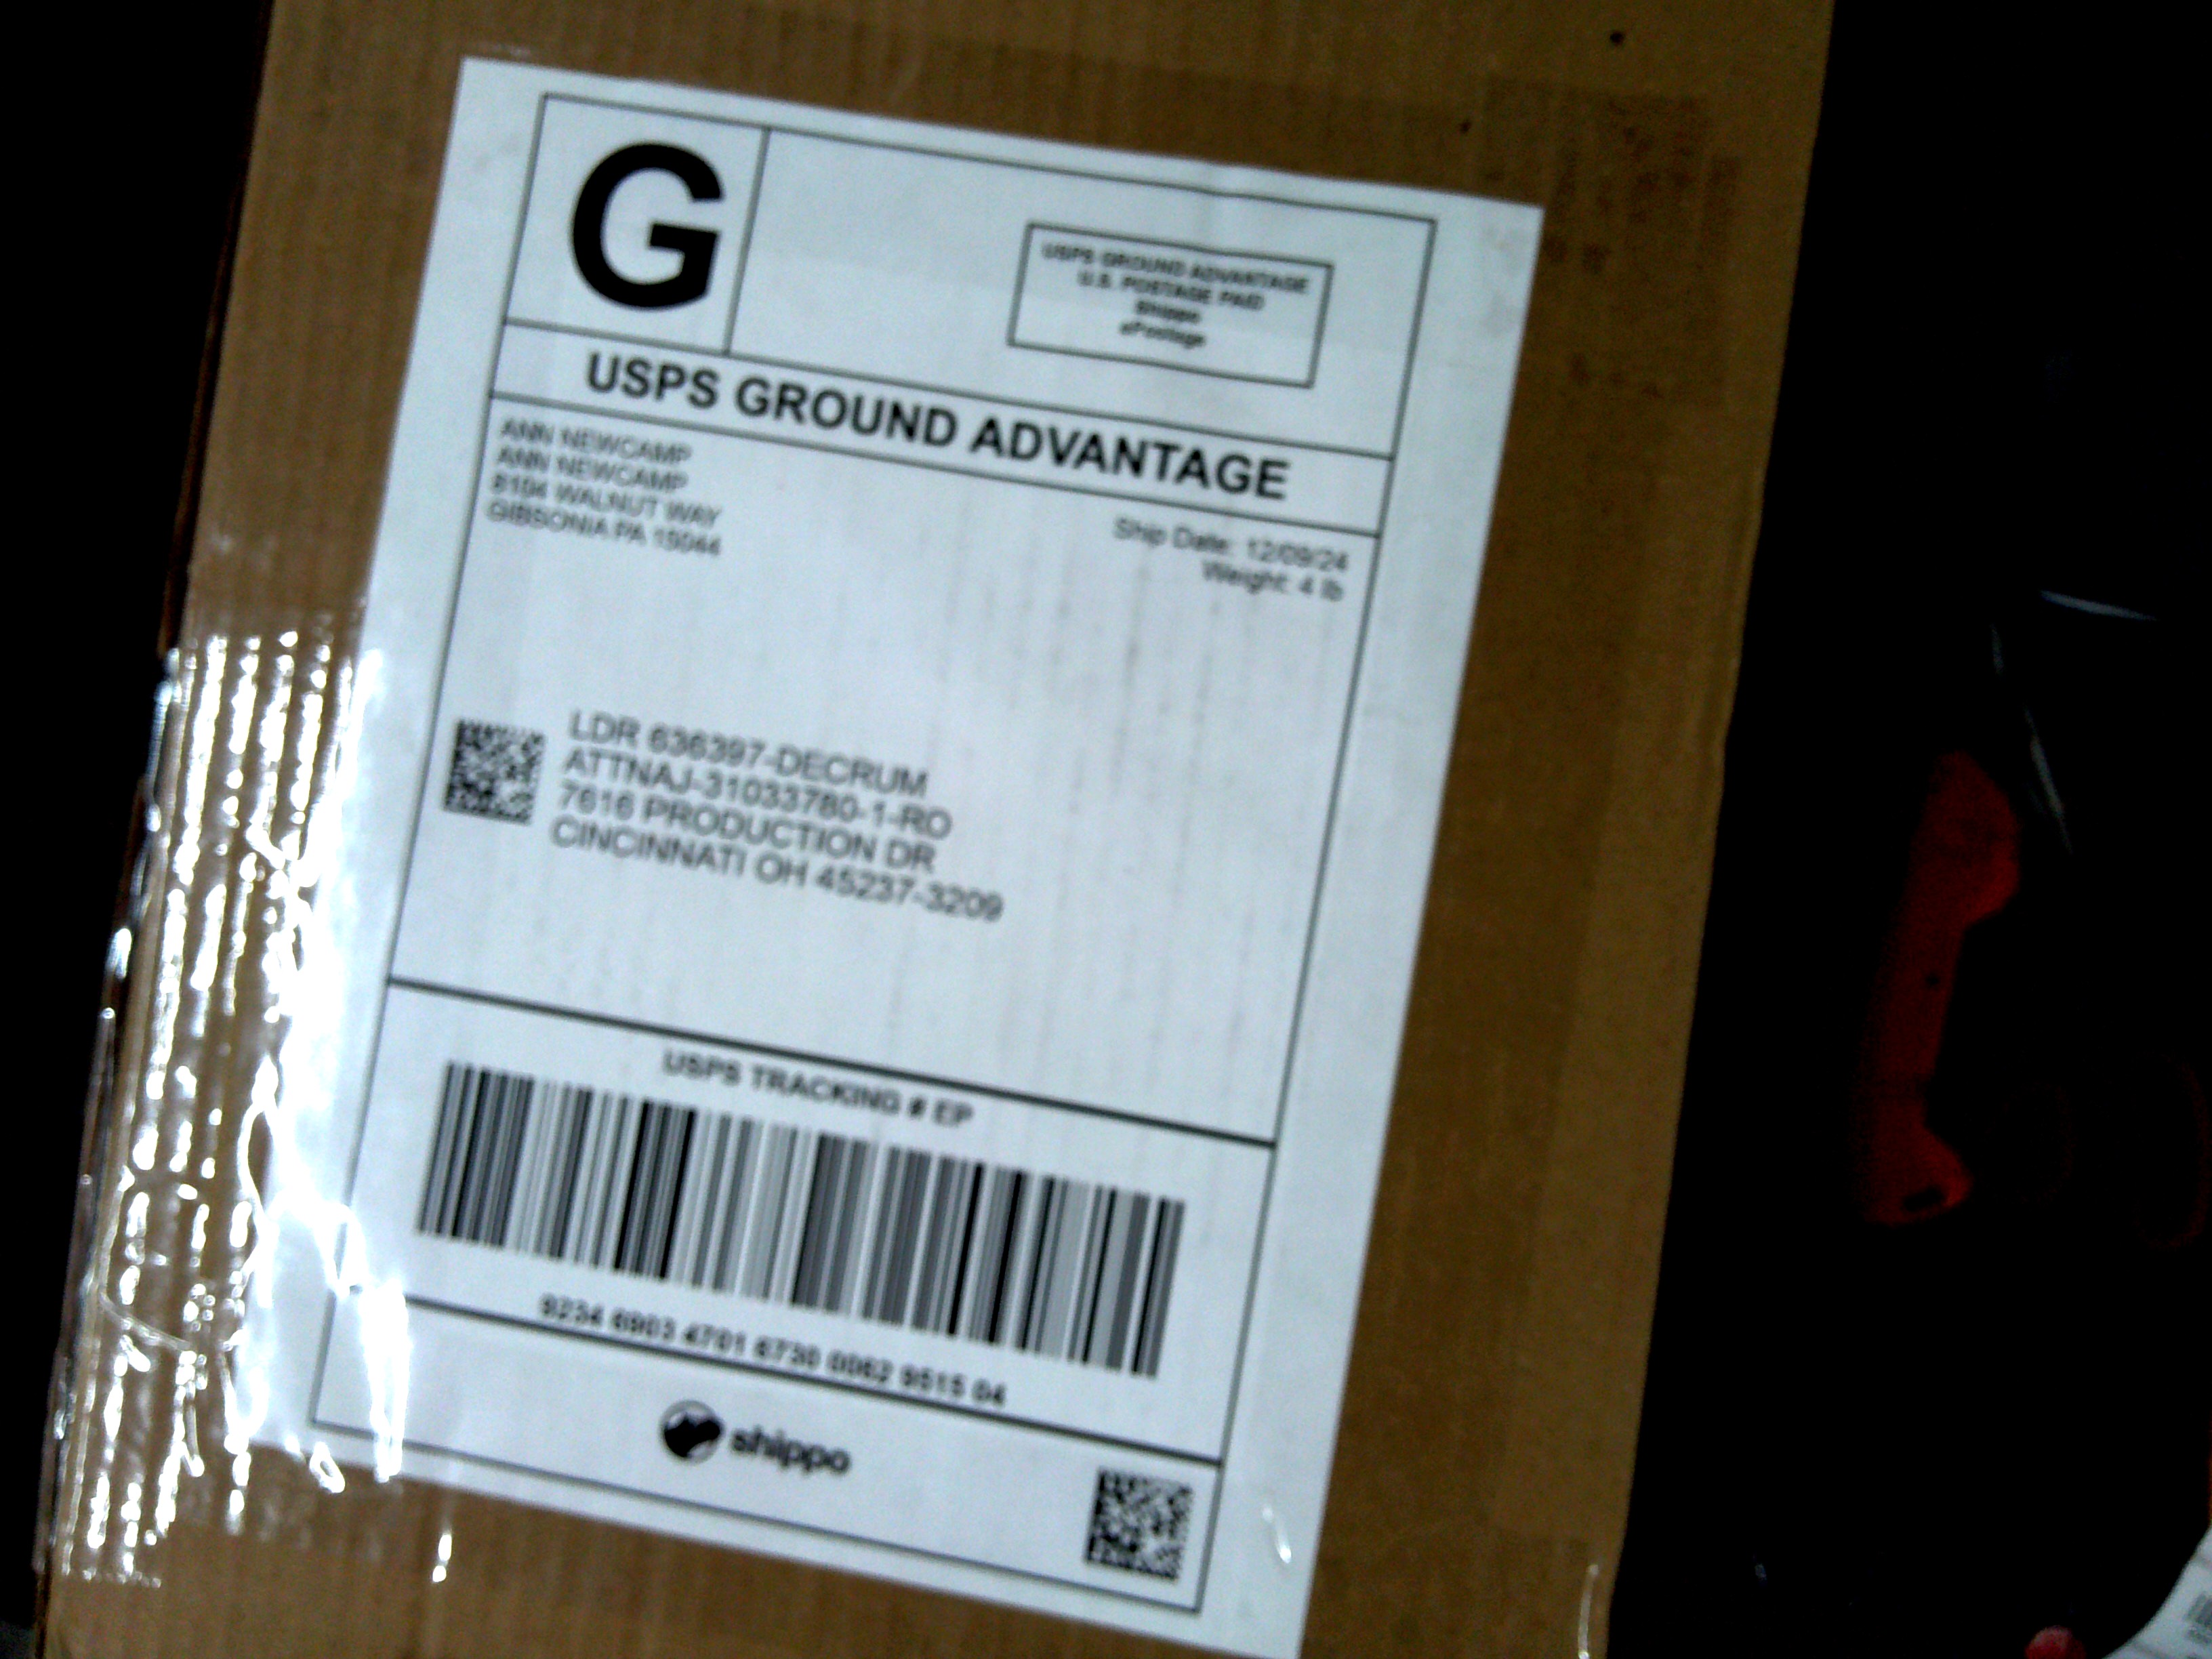 G
USPS GROUND ADVANTAGE
U.S. POSTAGE PAID
Shippo
ePostage
USPS GROUND ADVANTAGE
ANN NEWCAMP
ANN NEWCAMP
8104 WALNUT WAY
GIBSONIA PA 15044
Ship Date: 12/09/24
Weight: 4 lb
LDR 636397-DECRUM
ATTNAJ-31033780-1-RO
7616 PRODUCTION DR
CINCINNATI OH 45237-3209
USPS TRACKING # EP
9234 6903 4701 6730 0062 9515 04
shippo